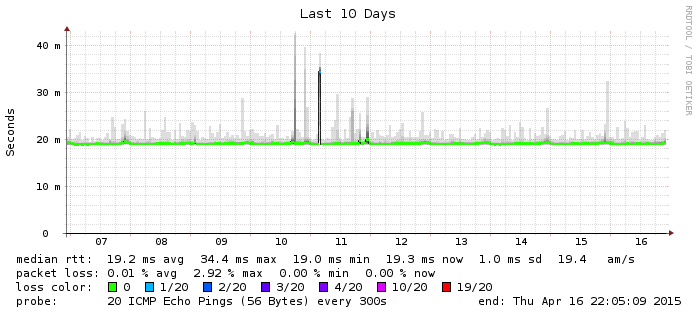 Last 10 Days
RRDTOOL / TOBI OETIKER
Seconds
40 m
30 m
20 m
10 m
0
07 08 09 10 11 12 13 14 15 16
median rtt: 19.2 ms avg 34.4 ms max 19.0 ms min 19.3 ms now 1.0 ms sd 19.4 am/s
packet loss: 0.01 % avg 2.92 % max 0.00 % min 0.00 % now
loss color: 0 1/20 2/20 3/20 4/20 10/20 19/20
probe: 20 ICMP Echo Pings (56 Bytes) every 300s end: Thu Apr 16 22:05:09 2015